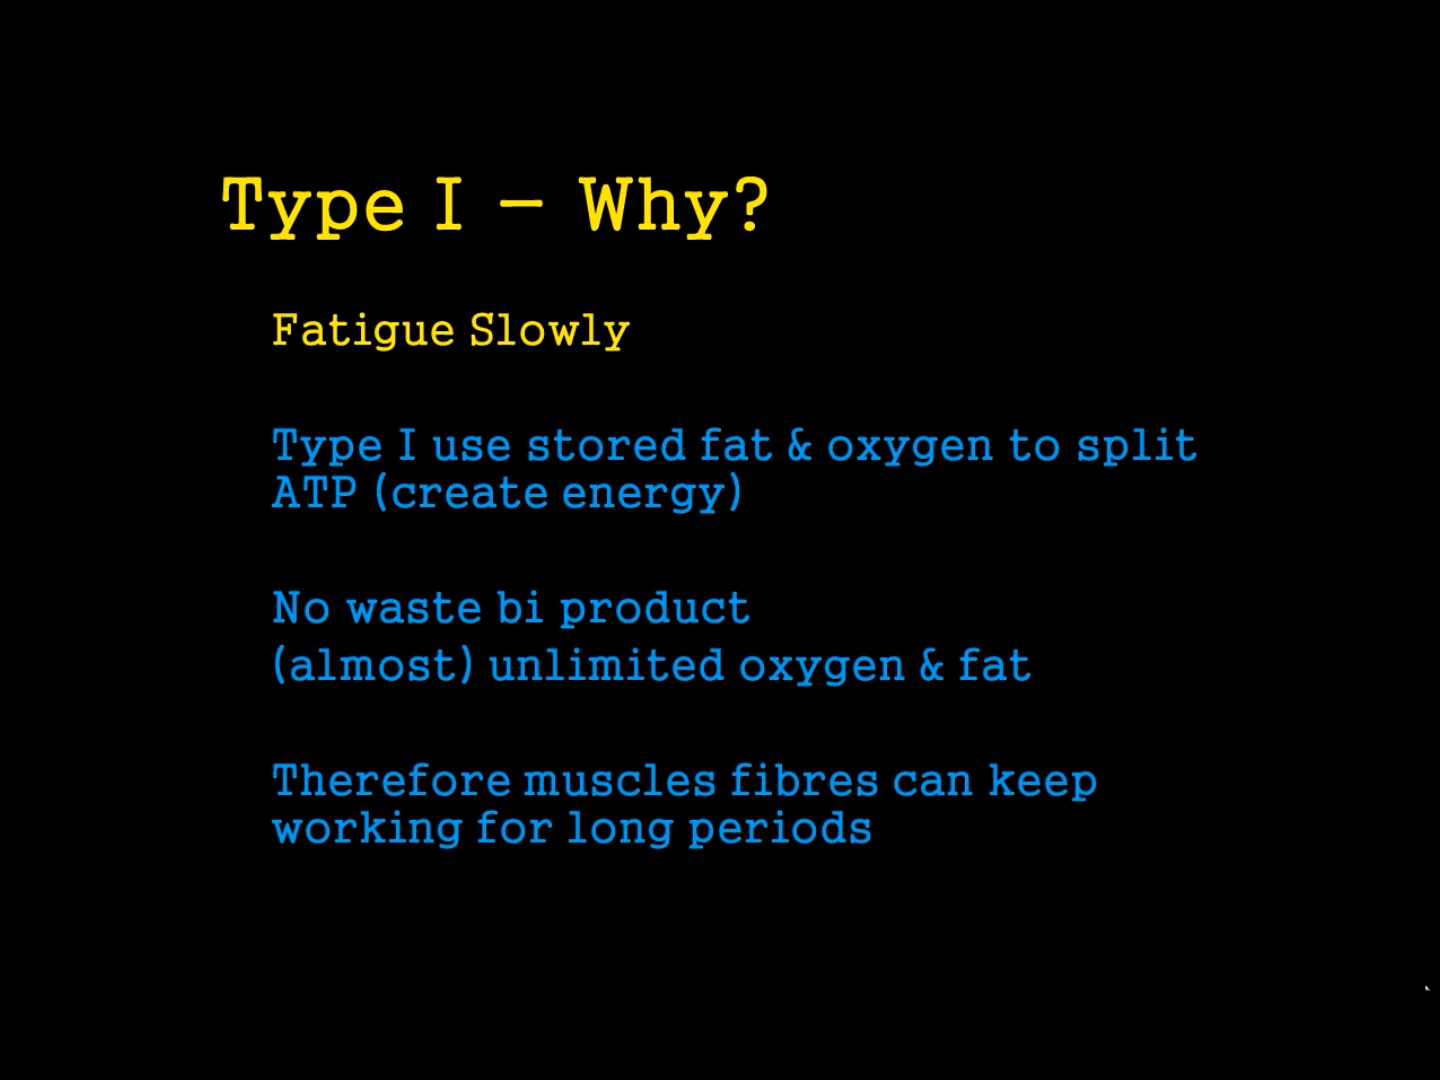 Type I – Why?
Fatigue Slowly
Type I use stored fat & oxygen to split
ATP (create energy)
No waste bi product
(almost) unlimited oxygen & fat
Therefore muscles fibres can keep
working for long periods